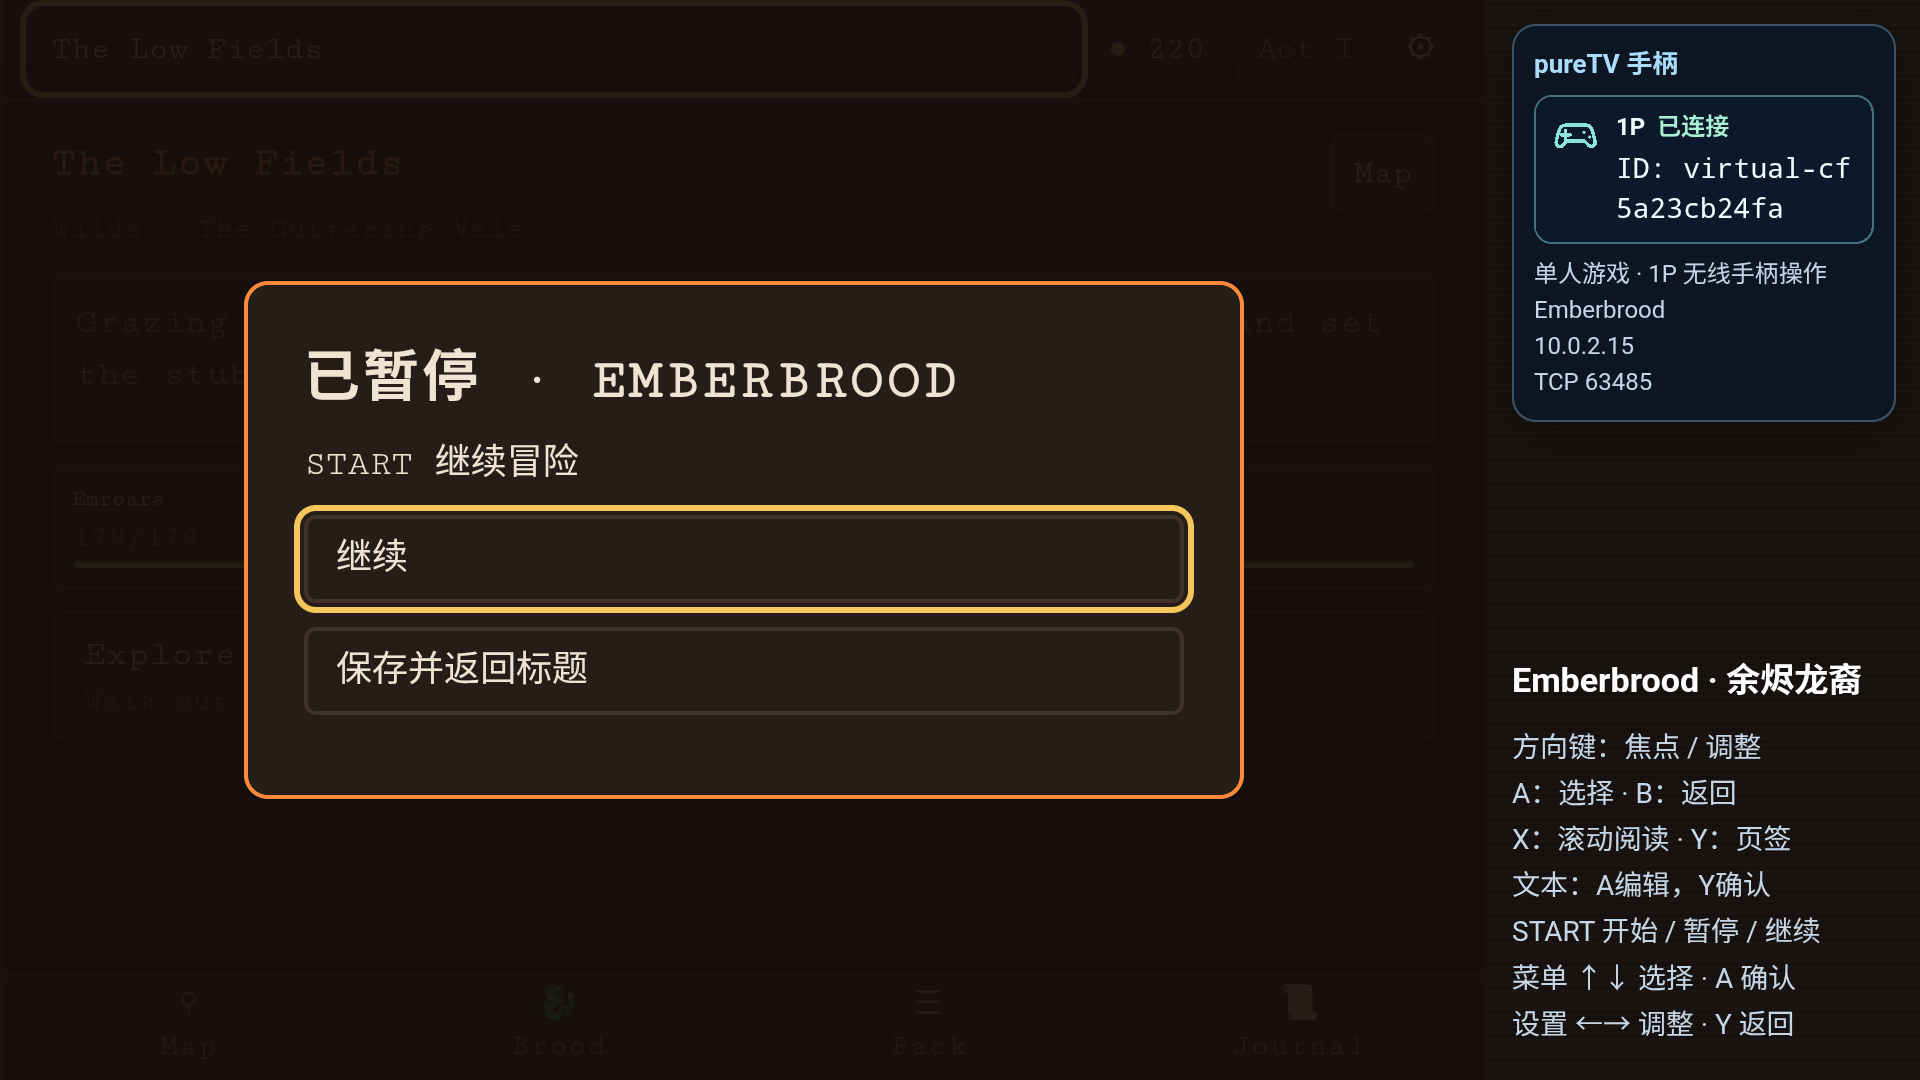 The Low Fields
220
Act I
The Low Fields
Map
Wilds · The Guttering Vale
Grazing
and set
the stub
已暂停 · EMBERBROOD
START 继续冒险
继续
保存并返回标题
Emroara
179/179
Explore
Walk out
Map
Brood
Pack
Journal
pureTV 手柄
1P 已连接
ID: virtual-cf
5a23cb24fa
单人游戏 · 1P 无线手柄操作
Emberbrood
10.0.2.15
TCP 63485
Emberbrood · 余烬龙裔
方向键：焦点 / 调整
A：选择 · B：返回
X：滚动阅读 · Y：页签
文本：A编辑，Y确认
START 开始 / 暂停 / 继续
菜单 ↑↓ 选择 · A 确认
设置 ←→ 调整 · Y 返回